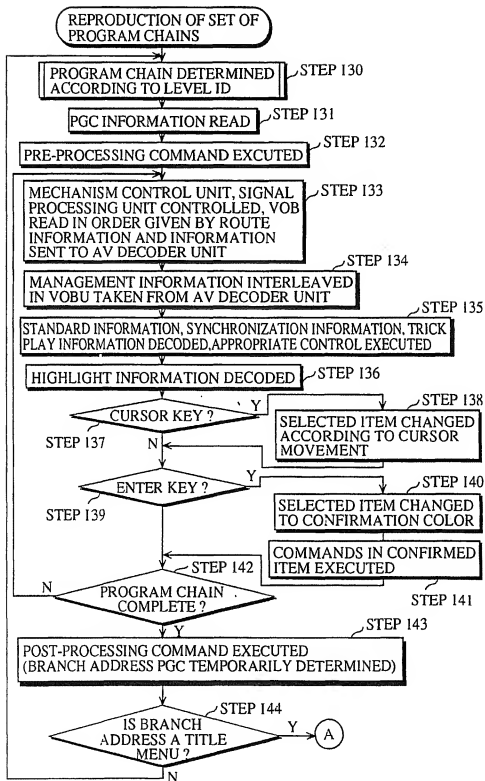 REPRODUCTION OF SET OF
PROGRAM CHAINS
STEP 130
PROGRAM CHAIN DETERMINED
ACCORDING TO LEVEL ID
STEP 131
PGC INFORMATION READ
STEP 132
PRE-PROCESSING COMMAND EXCUTED
STEP 133
MECHANISM CONTROL UNIT, SIGNAL
PROCESSING UNIT CONTROLLED, VOB
READ IN ORDER GIVEN BY ROUTE
INFORMATION AND INFORMATION
SENT TO AV DECODER UNIT
STEP 134
MANAGEMENT INFORMATION INTERLEAVED
IN VOBU TAKEN FROM AV DECODER UNIT
STEP 135
STANDARD INFORMATION, SYNCHRONIZATION INFORMATION, TRICK
PLAY INFORMATION DECODED,APPROPRIATE CONTROL EXECUTED
STEP 136
HIGHLIGHT INFORMATION DECODED
CURSOR KEY ?
Y
N
STEP 137
STEP 138
SELECTED ITEM CHANGED
ACCORDING TO CURSOR
MOVEMENT
ENTER KEY ?
Y
STEP 139
STEP 140
SELECTED ITEM CHANGED
TO CONFIRMATION COLOR
COMMANDS IN CONFIRMED
ITEM EXECUTED
STEP 141
STEP 142
N
PROGRAM CHAIN
COMPLETE ?
Y
STEP 143
POST-PROCESSING COMMAND EXECUTED
(BRANCH ADDRESS PGC TEMPORARILY DETERMINED)
STEP 144
IS BRANCH
ADDRESS A TITLE
MENU ?
Y
A
N